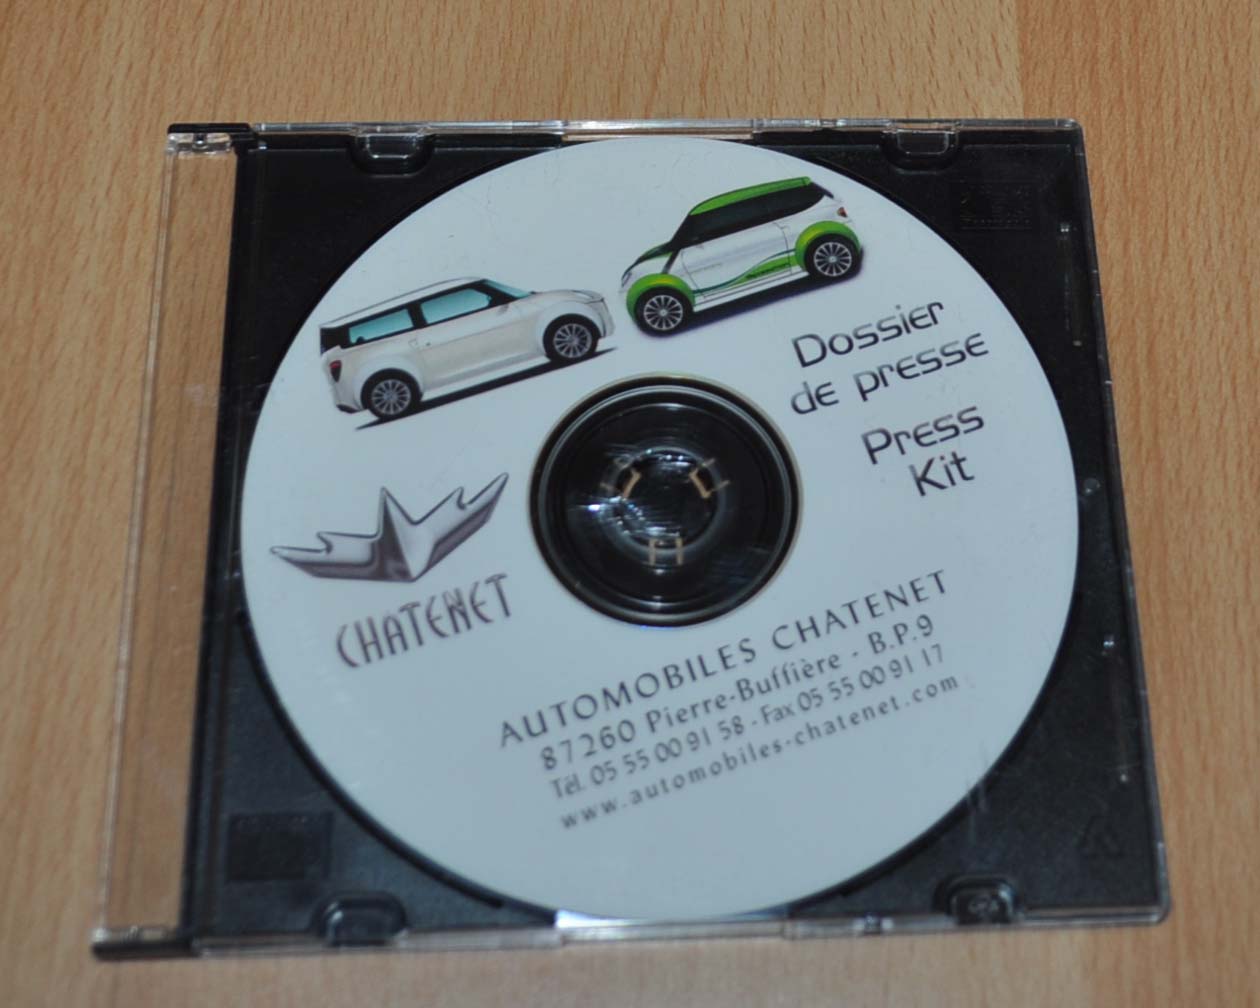 Dossier
de presse
Press
Kit
CHATENET
AUTOMOBILES CHATENET
87260 Pierre-Buffière - B.P.9
Tél. 05 55 00 91 58 - Fax 05 55 00 91 17
www.automobiles-chatenet.com